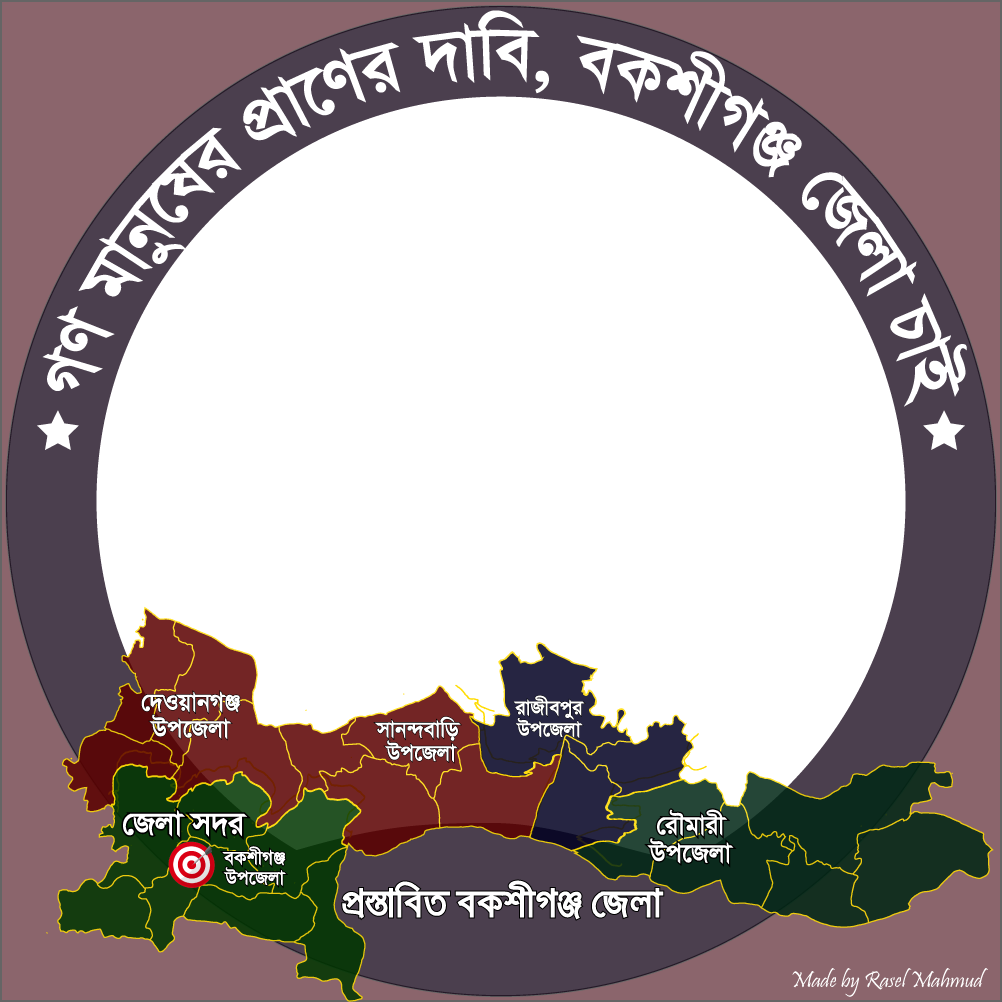 গণ মানুষের প্রাণের দাবি, বকশীগঞ্জ জেলা চাই
দেওয়ানগঞ্জ
উপজেলা
সানন্দবাড়ি
উপজেলা
রাজীবপুর
উপজেলা
জেলা সদর
রৌমারী
উপজেলা
বকশীগঞ্জ
উপজেলা
প্রস্তাবিত বকশীগঞ্জ জেলা
Made by Rasel Mahmud